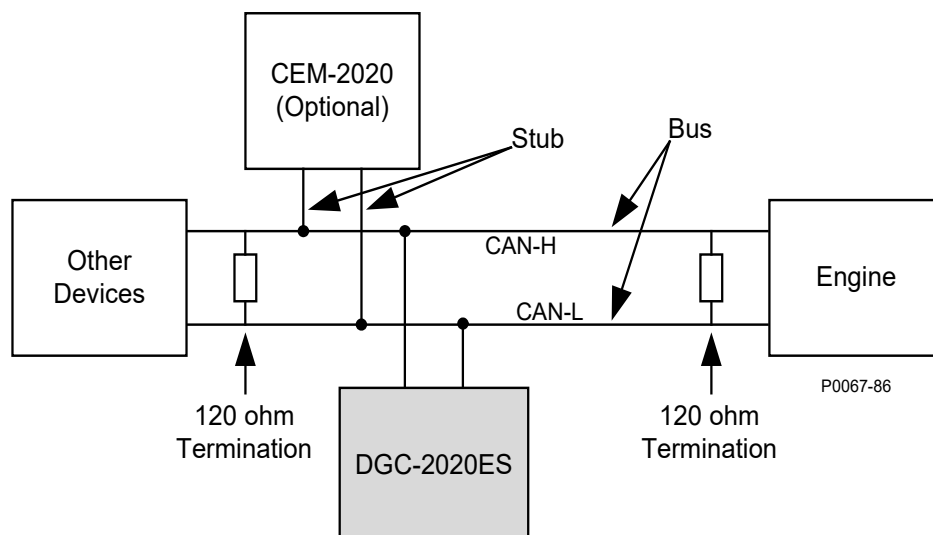 CEM-2020
(Optional)
Stub
Bus
Other
Devices
CAN-H
CAN-L
Engine
P0067-86
120 ohm
Termination
DGC-2020ES
120 ohm
Termination